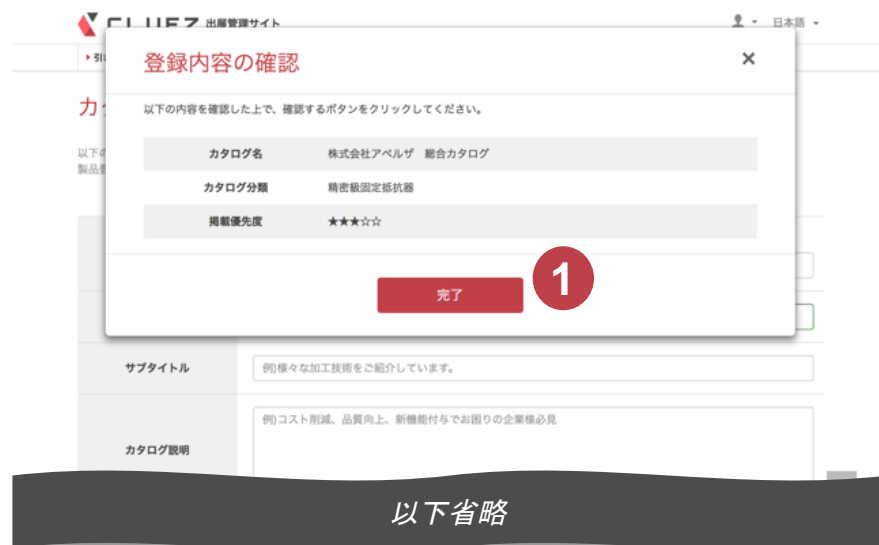 CLUEZ 出展管理サイト
日本語
登録内容の確認
×
以下の内容を確認した上で、確認するボタンをクリックしてください。
カタログ名 株式会社アペルザ 総合カタログ
カタログ分類 精密級固定抵抗器
掲載優先度 ★★★☆☆
完了
1
サブタイトル 例)様々な加工技術をご紹介しています。
カタログ説明 例)コスト削減、品質向上、新機能付与でお困りの企業様必見
以下省略